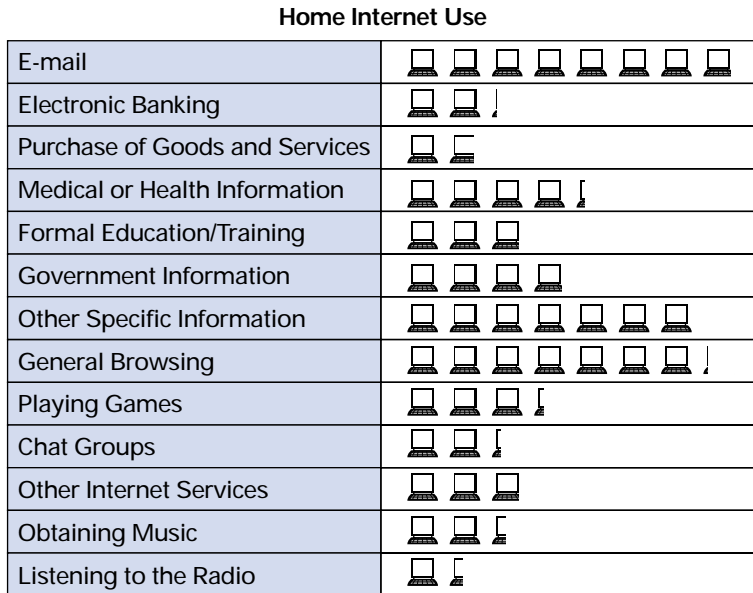 Home Internet Use
E-mail
Electronic Banking
Purchase of Goods and Services
Medical or Health Information
Formal Education/Training
Government Information
Other Specific Information
General Browsing
Playing Games
Chat Groups
Other Internet Services
Obtaining Music
Listening to the Radio